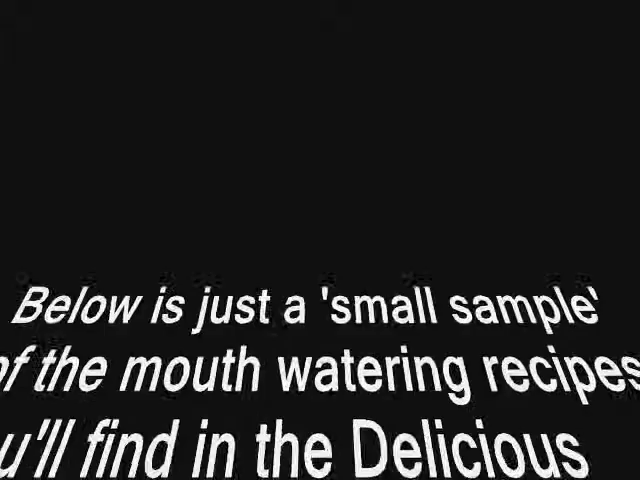 Below is just a 'small sample'
of the mouth watering recipes
u'll find in the Delicious